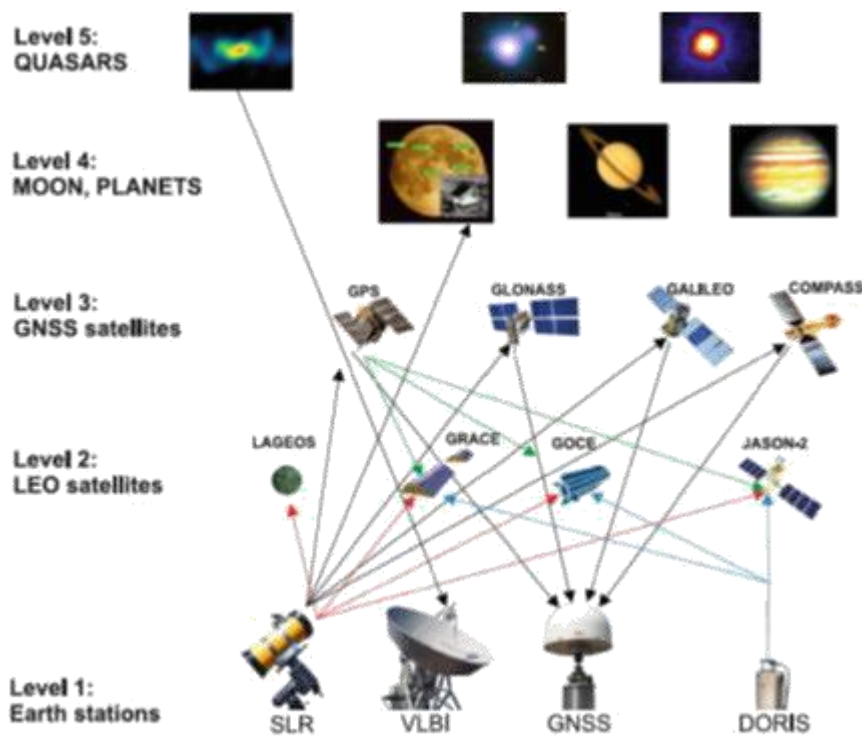 Level 5:
QUASARS
Level 4:
MOON, PLANETS
GPS
GLONASS
GALILEO
COMPASS
Level 3:
GNSS satellites
LAGEOS
GRACE
GOCE
JASON-2
Level 2:
LEO satellites
Level 1:
Earth stations
SLR
VLBI
GNSS
DORIS